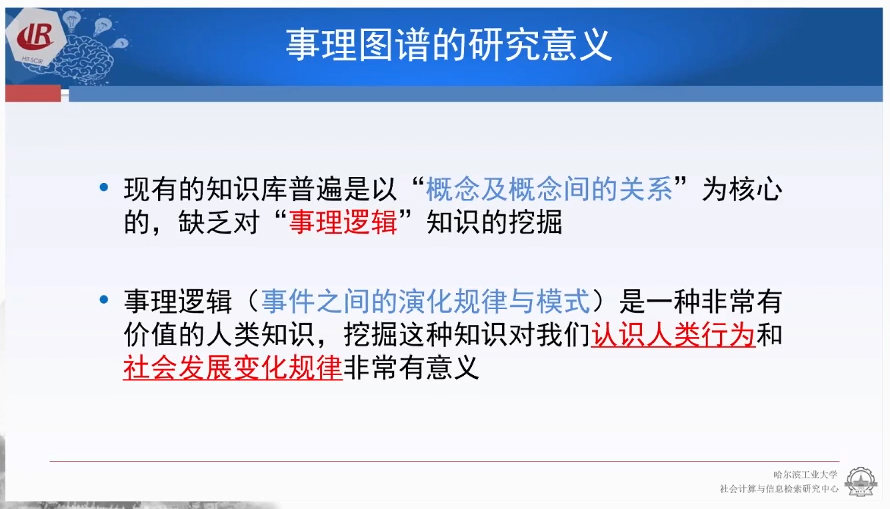 IR
HIT-SCIR
事理图谱的研究意义
• 现有的知识库普遍是以“概念及概念间的关系”为核心
的，缺乏对“事理逻辑”知识的挖掘
• 事理逻辑（事件之间的演化规律与模式）是一种非常有
价值的人类知识，挖掘这种知识对我们认识人类行为和
社会发展变化规律非常有意义
哈尔滨工业大学
社会计算与信息检索研究中心